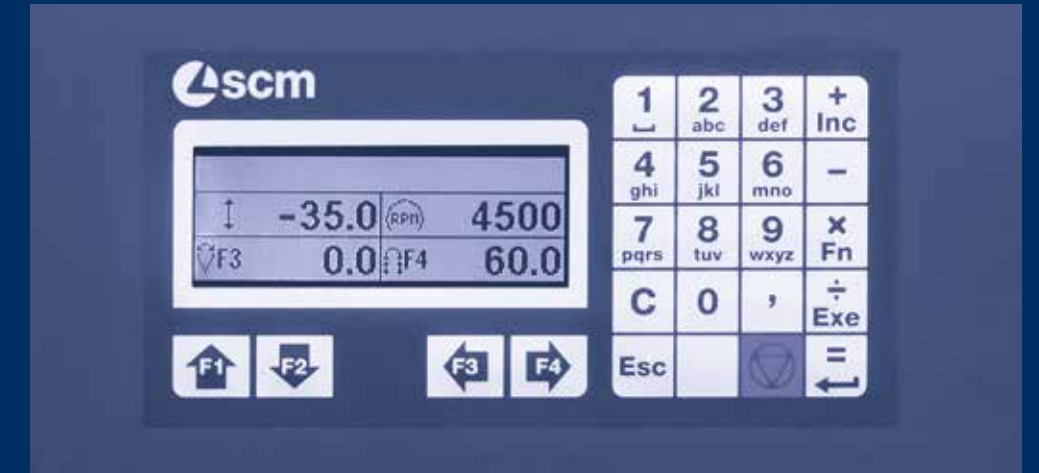 scm
-35.0 RPM 4500
F3 0.0 F4 60.0
F1 F2 F3 F4
1 2 3 +
abc def Inc
4 5 6 -
ghi jkl mno
7 8 9 ×
pqrs tuv wxyz Fn
C 0 , ÷
Exe
Esc =